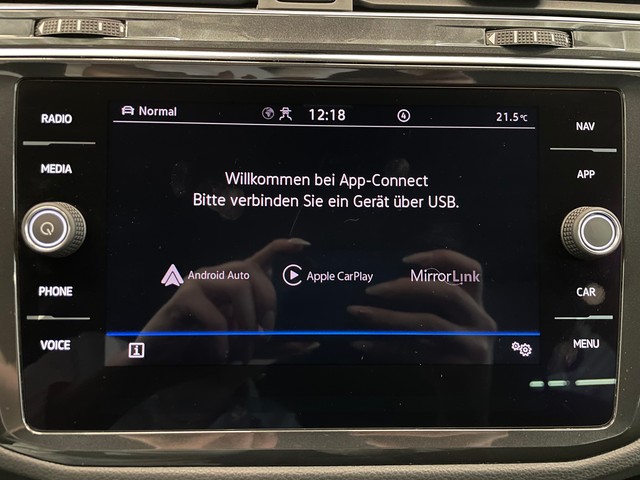 RADIO
MEDIA
PHONE
VOICE
Normal
12:18
4
21.5°C
Willkommen bei App-Connect
Bitte verbinden Sie ein Gerät über USB.
Android Auto
Apple CarPlay
MirrorLink
i
NAV
APP
CAR
MENU